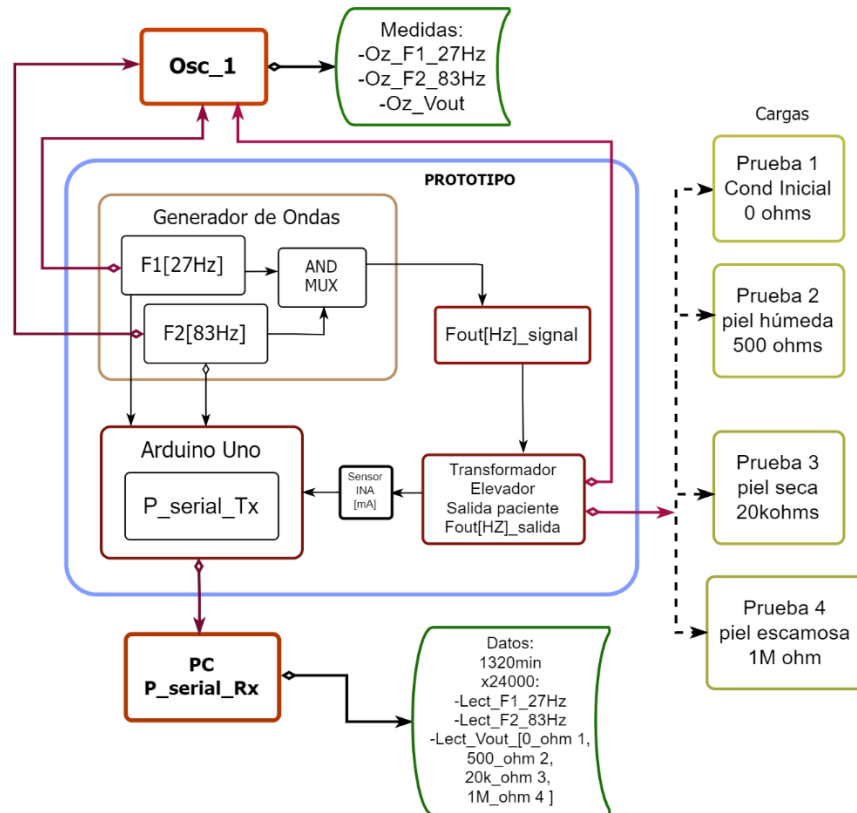 Osc_1
Medidas:
-Oz_F1_27Hz
-Oz_F2_83Hz
-Oz_Vout
Cargas
Prueba 1
Cond Inicial
0 ohms
Prueba 2
piel húmeda
500 ohms
Prueba 3
piel seca
20kohms
Prueba 4
piel escamosa
1M ohm
PROTOTIPO
Generador de Ondas
F1[27Hz]
F2[83Hz]
AND
MUX
Fout[Hz]_signal
Arduino Uno
P_serial_Tx
Sensor
INA
[mA]
Transformador
Elevador
Salida paciente
Fout[HZ]_salida
PC
P_serial_Rx
Datos:
1320min
x24000:
-Lect_F1_27Hz
-Lect_F2_83Hz
-Lect_Vout_[0_ohm 1,
500_ohm 2,
20k_ohm 3,
1M_ohm 4 ]